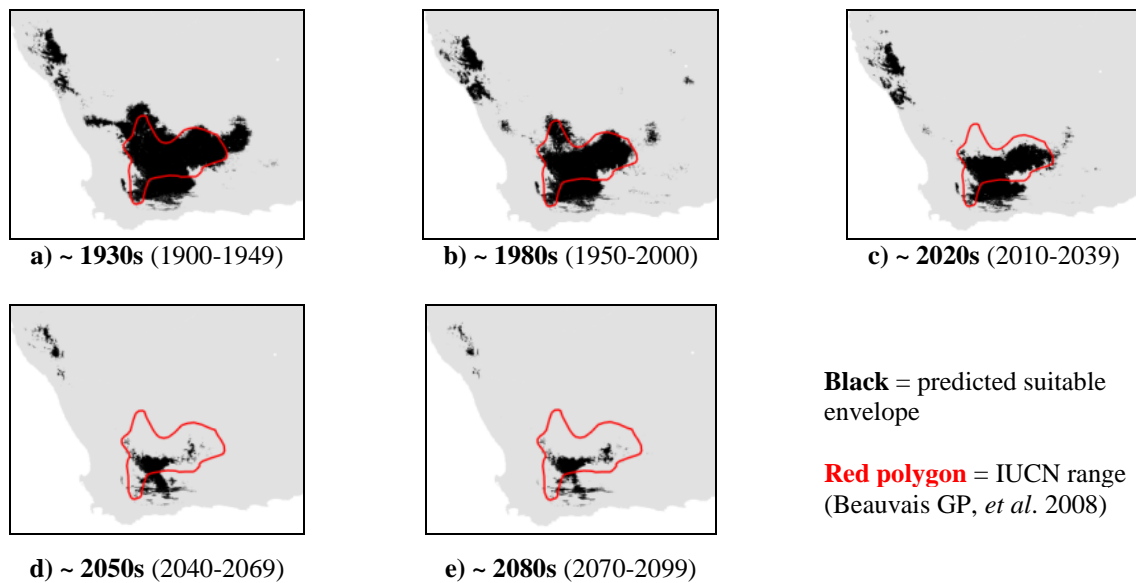 a) ~ 1930s (1900-1949)
b) ~ 1980s (1950-2000)
c) ~ 2020s (2010-2039)
d) ~ 2050s (2040-2069)
e) ~ 2080s (2070-2099)
Black = predicted suitable
envelope
Red polygon = IUCN range
(Beauvais GP, et al. 2008)